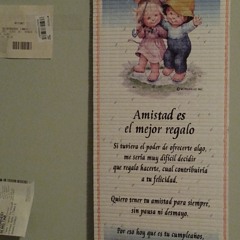 Amistad es
el mejor regalo
Si tuviera el poder de ofrecerte algo,
me sería muy difícil decidir
que regalo hacerte, cual contribuiría
a tu felicidad.
Quiero tener tu amistad para siempre,
sin pausa ni desmayo.
Por eso hoy que es tu cumpleaños,